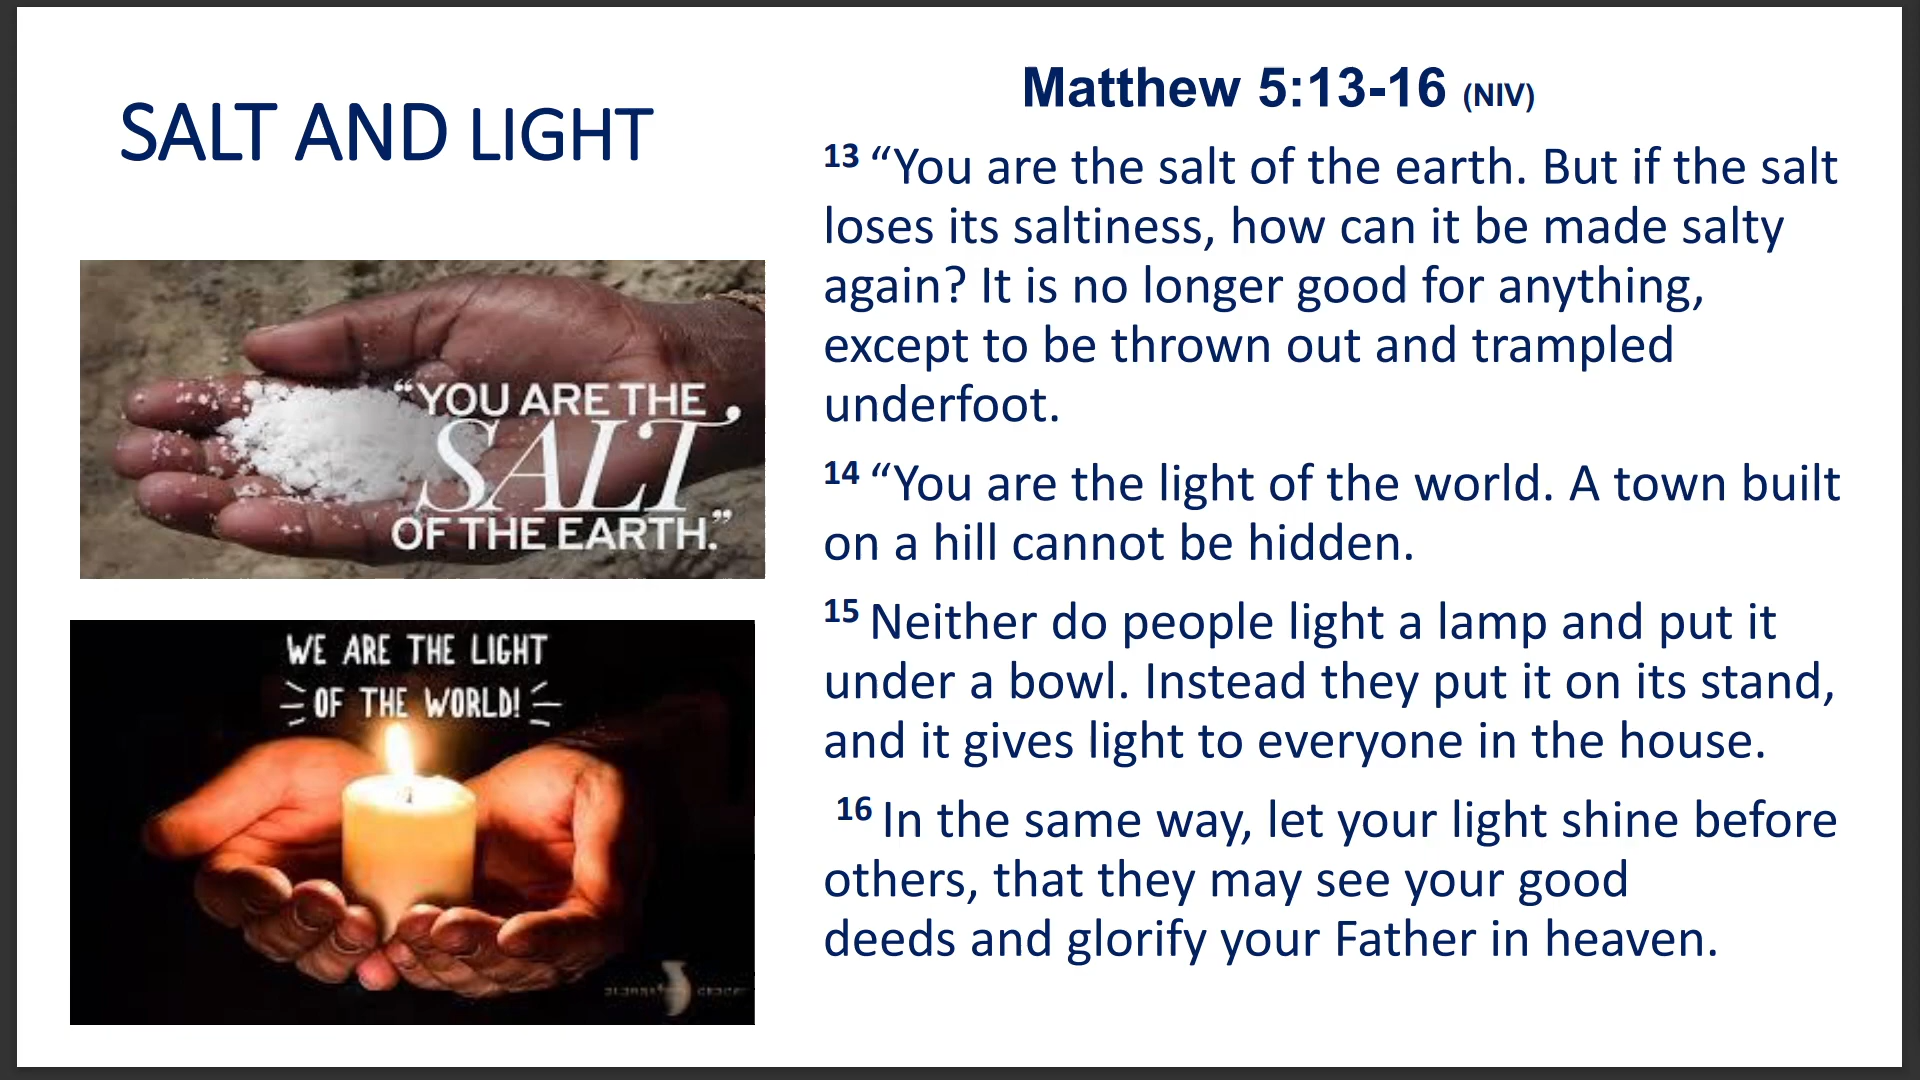 SALT AND LIGHT
“YOU ARE THE
SALT
OF THE EARTH.”
WE ARE THE LIGHT
OF THE WORLD!
Matthew 5:13-16 (NIV)
13 “You are the salt of the earth. But if the salt
loses its saltiness, how can it be made salty
again? It is no longer good for anything,
except to be thrown out and trampled
underfoot.
14 “You are the light of the world. A town built
on a hill cannot be hidden.
15 Neither do people light a lamp and put it
under a bowl. Instead they put it on its stand,
and it gives light to everyone in the house.
16 In the same way, let your light shine before
others, that they may see your good
deeds and glorify your Father in heaven.